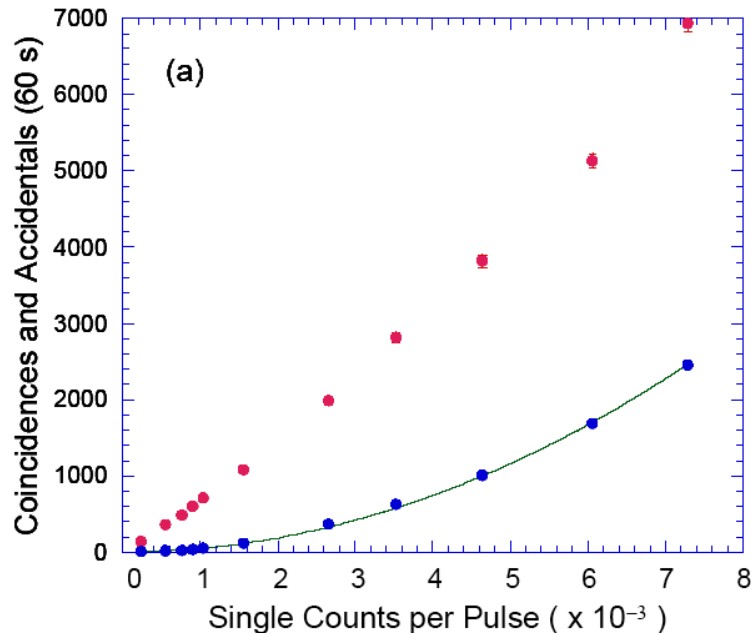 (a)
Coincidences and Accidentals (60 s)
7000
6000
5000
4000
3000
2000
1000
0
0 1 2 3 4 5 6 7 8
Single Counts per Pulse ( x 10⁻³ )